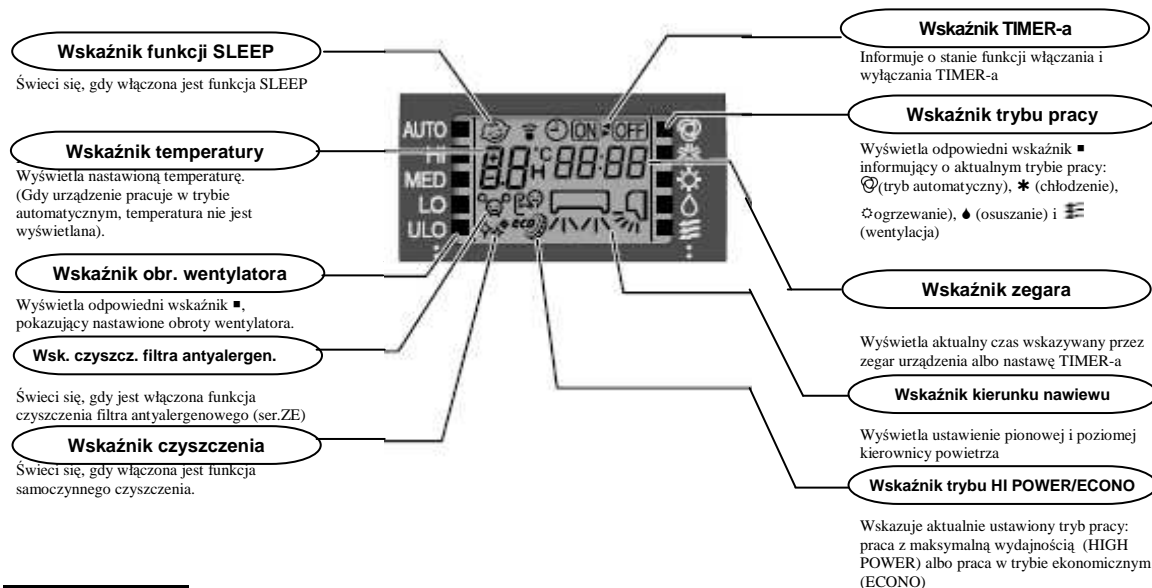 Wskaźnik funkcji SLEEP
Świeci się, gdy włączona jest funkcja SLEEP
Wskaźnik temperatury
Wyświetla nastawioną temperaturę.
(Gdy urządzenie pracuje w trybie
automatycznym, temperatura nie jest
wyświetlana).
Wskaźnik obr. wentylatora
Wyświetla odpowiedni wskaźnik ▪,
pokazujący nastawione obroty wentylatora.
Wsk. czyszcz. filtra antyalergen.
Świeci się, gdy jest włączona funkcja
czyszczenia filtra antyalergenowego (ser.ZE)
Wskaźnik czyszczenia
Świeci się, gdy włączona jest funkcja
samoczynnego czyszczenia.
AUTO
HI
MED
LO
ULO
ON OFF
88 °C 88:88
H
eco
Wskaźnik TIMER-a
Informuje o stanie funkcji włączania i
wyłączania TIMER-a
Wskaźnik trybu pracy
Wyświetla odpowiedni wskaźnik ▪
informujący o aktualnym trybie pracy:
(tryb automatyczny), ✱ (chłodzenie),
ogrzewanie), (osuszanie) i
(wentylacja)
Wskaźnik zegara
Wyświetla aktualny czas wskazywany przez
zegar urządzenia albo nastawę TIMER-a
Wskaźnik kierunku nawiewu
Wyświetla ustawienie pionowej i poziomej
kierownicy powietrza
Wskaźnik trybu HI POWER/ECONO
Wskazuje aktualnie ustawiony tryb pracy:
praca z maksymalną wydajnością (HIGH
POWER) albo praca w trybie ekonomicznym
(ECONO)